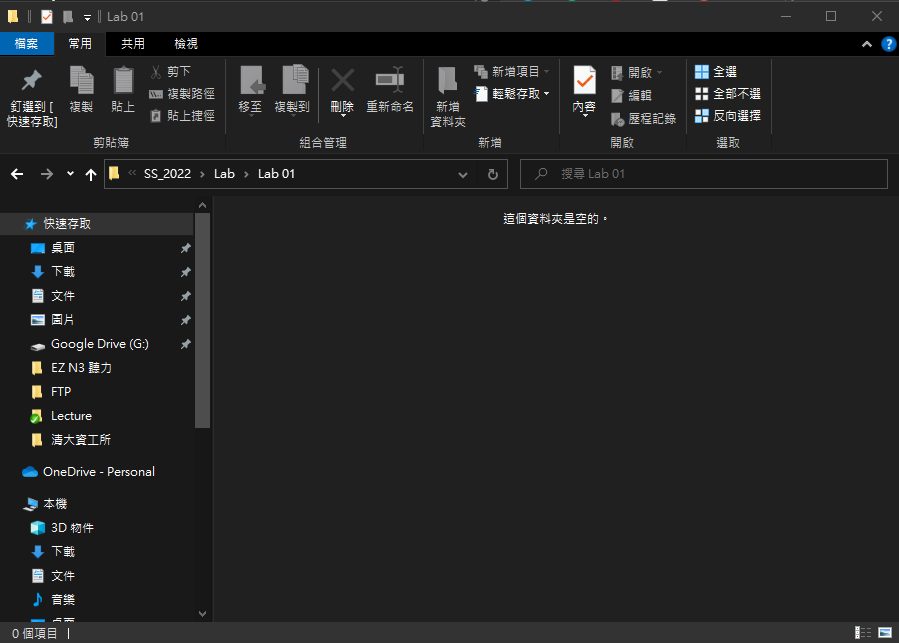 Lab 01
檔案 常用 共用 檢視
釘選到 [
快速存取]
複製
貼上
剪下
複製路徑
貼上捷徑
剪貼簿
移至
複製到
刪除
重新命名
組合管理
新增
資料夾
新增項目
輕鬆存取
新增
內容
開啟
編輯
歷程記錄
開啟
全選
全部不選
反向選擇
選取
« SS_2022 › Lab › Lab 01
搜尋 Lab 01
快速存取
桌面
下載
文件
圖片
Google Drive (G:)
EZ N3 聽力
FTP
Lecture
清大資工所
OneDrive - Personal
本機
3D 物件
下載
文件
音樂
桌面
這個資料夾是空的。
0 個項目